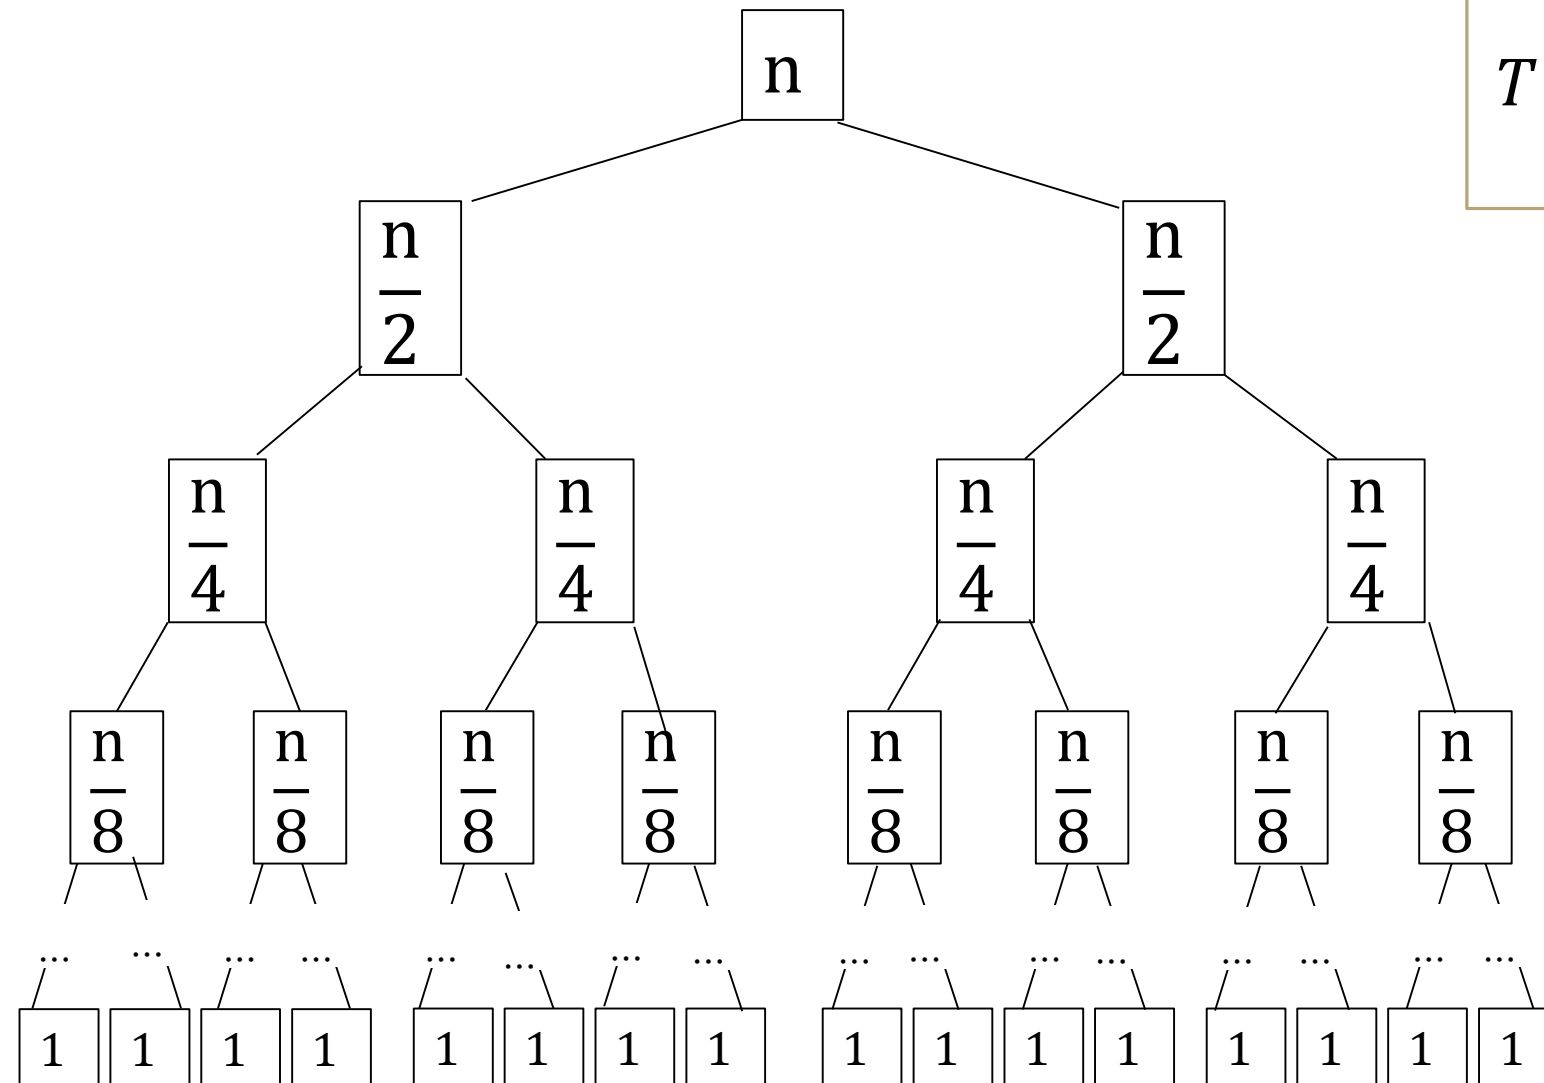 n
T
n/2 n/2
n/4 n/4 n/4 n/4
n/8 n/8 n/8 n/8 n/8 n/8 n/8 n/8
... ... ... ... ... ... ... ... ... ... ... ... ... ... ... ...
1 1 1 1 1 1 1 1 1 1 1 1 1 1 1 1